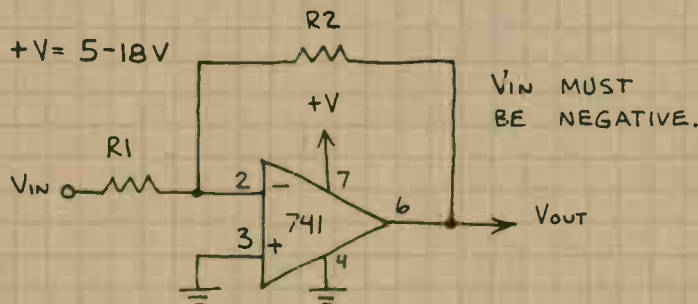 +V = 5-18V
R2
VIN MUST
BE NEGATIVE.
+V
R1
VIN
2
-
7
741
6
3
+
4
VOUT